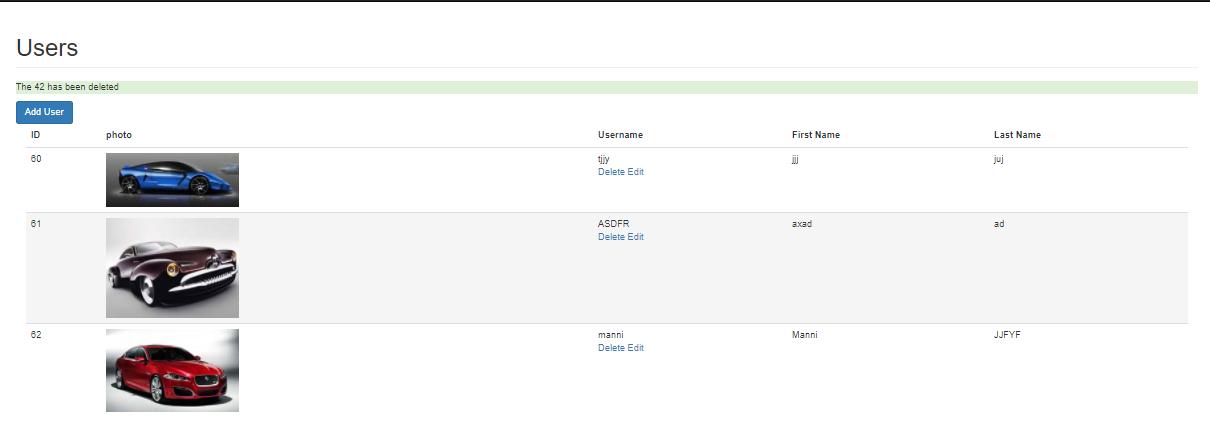 Users
The 42 has been deleted
Add User
ID photo Username First Name Last Name
60 tjjy jjj juj
Delete Edit
61 ASDFR axad ad
Delete Edit
62 manni Manni JJFYF
Delete Edit